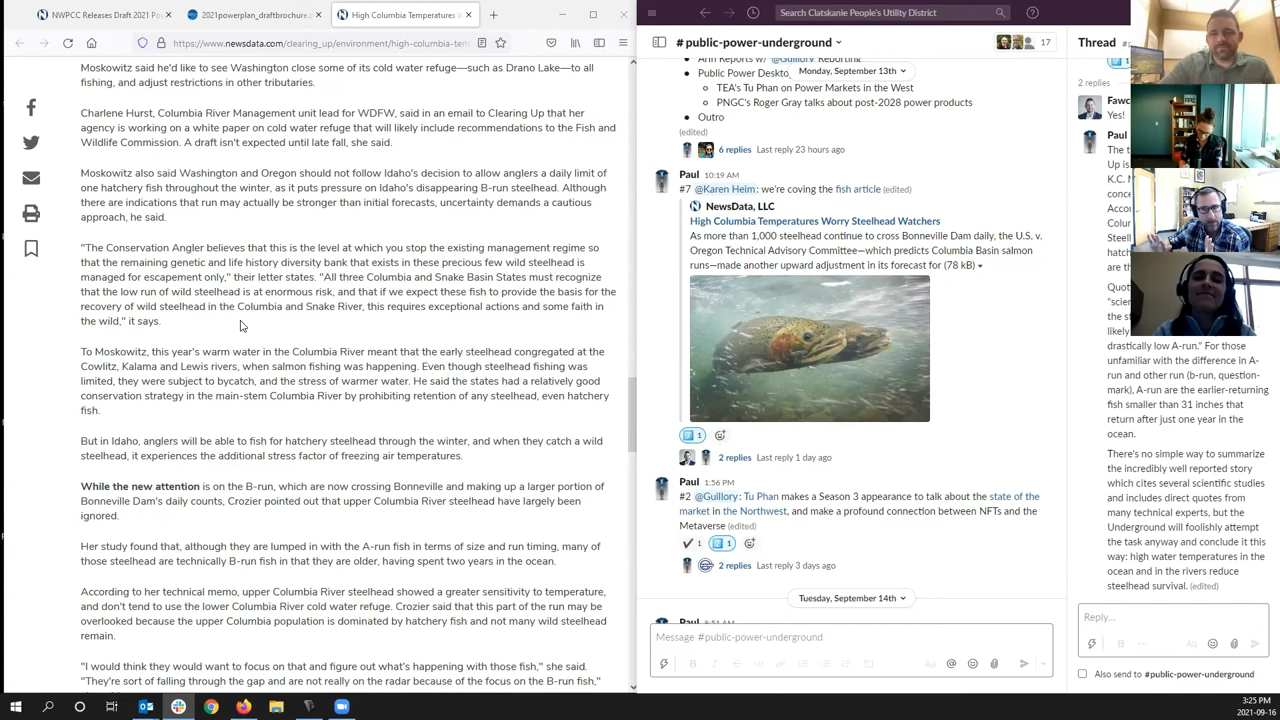 NWPCC Releases Draft 2021 Po
2021powerplan_draftbrochure.p
High Columbia Temperatures W
https://www.newsdata.com/clearing_up/environment/high-columbia-tem
Moskowitz said he'd like to see Washington close all of its cold water refuge—such as Drano Lake—to all
fishing, and adjust restrictions in other tributaries.
Charlene Hurst, Columbia River Management unit lead for WDFW, said in an email to Clearing Up that her
agency is working on a white paper on cold water refuge that will likely include recommendations to the Fish and
Wildlife Commission. A draft isn't expected until late fall, she said.
Moskowitz also said Washington and Oregon should not follow Idaho's decision to allow anglers a daily limit of
one hatchery fish throughout the winter, as it puts pressure on Idaho's disappearing B-run steelhead. Although
there are indications that run may actually be stronger than initial forecasts, uncertainty demands a cautious
approach, he said.
"The Conservation Angler believes that this is the level at which you stop the existing management regime so
that the remaining genetic and life history diversity bank that exists in these precious few wild steelhead is
managed for escapement only," the letter states. "All three Columbia and Snake Basin States must recognize
that the low run of wild steelhead is at enormous risk, and that if we expect these fish to provide the basis for the
recovery of wild steelhead in the Columbia and Snake River, this requires exceptional actions and some faith in
the wild," it says.
To Moskowitz, this year's warm water in the Columbia River meant that the early steelhead congregated at the
Cowlitz, Kalama and Lewis rivers, when salmon fishing was happening. Even though steelhead fishing was
limited, they were subject to bycatch, and the stress of warmer water. He said the states had a relatively good
conservation strategy in the main-stem Columbia River by prohibiting retention of any steelhead, even hatchery
fish.
But in Idaho, anglers will be able to fish for hatchery steelhead through the winter, and when they catch a wild
steelhead, it experiences the additional stress factor of freezing air temperatures.
While the new attention is on the B-run, which are now crossing Bonneville and making up a larger portion of
Bonneville Dam's daily counts, Crozier pointed out that upper Columbia River steelhead have largely been
ignored.
Her study found that, although they are lumped in with the A-run fish in terms of size and run timing, many of
those steelhead are technically B-run fish in that they are older, having spent two years in the ocean.
According to her technical memo, upper Columbia River steelhead showed a greater sensitivity to temperature,
and don't tend to use the lower Columbia River cold water refuge. Crozier said that this part of the run may be
overlooked because the upper Columbia population is dominated by hatchery fish and not many wild steelhead
remain.
"I would think they would want to focus on that and figure out what's happening with those fish," she said.
"They're sort of falling through the gap and are not really on the radar because of the focus on the B-run fish,"
Search Clatskanie People's Utility District
#public-power-underground
17
Monday, September 13th
Public Power Deskto
TEA's Tu Phan on Power Markets in the West
PNGC's Roger Gray talks about post-2028 power products
Outro
(edited)
6 replies Last reply 23 hours ago
Paul 10:19 AM
#7 @Karen Heim: we're coving the fish article (edited)
NewsData, LLC
High Columbia Temperatures Worry Steelhead Watchers
As more than 1,000 steelhead continue to cross Bonneville Dam daily, the U.S. v.
Oregon Technical Advisory Committee—which predicts Columbia Basin salmon
runs—made another upward adjustment in its forecast for (78 kB)
1
2 replies Last reply 1 day ago
Paul 1:56 PM
#2 @Guillory: Tu Phan makes a Season 3 appearance to talk about the state of the
market in the Northwest, and make a profound connection between NFTs and the
Metaverse (edited)
1 1
2 replies Last reply 3 days ago
Tuesday, September 14th
Message #public-power-underground
Thread
2 replies
Fawc
Yes!
Paul
The t
Up is
K.C. N
conce
Accor
Colur
Steel
hatch
are th
Quot
"scier
the st
likely
drastically low A-run." For those
unfamiliar with the difference in A-
run and other run (b-run, question-
mark), A-run are the earlier-returning
fish smaller than 31 inches that
return after just one year in the
ocean.
There's no simple way to summarize
the incredibly well reported story
which cites several scientific studies
and includes direct quotes from
many technical experts, but the
Underground will foolishly attempt
the task anyway and conclude it this
way: high water temperatures in the
ocean and in the rivers reduce
steelhead survival. (edited)
Reply...
Also send to #public-power-underground
3:25 PM
2021-09-16